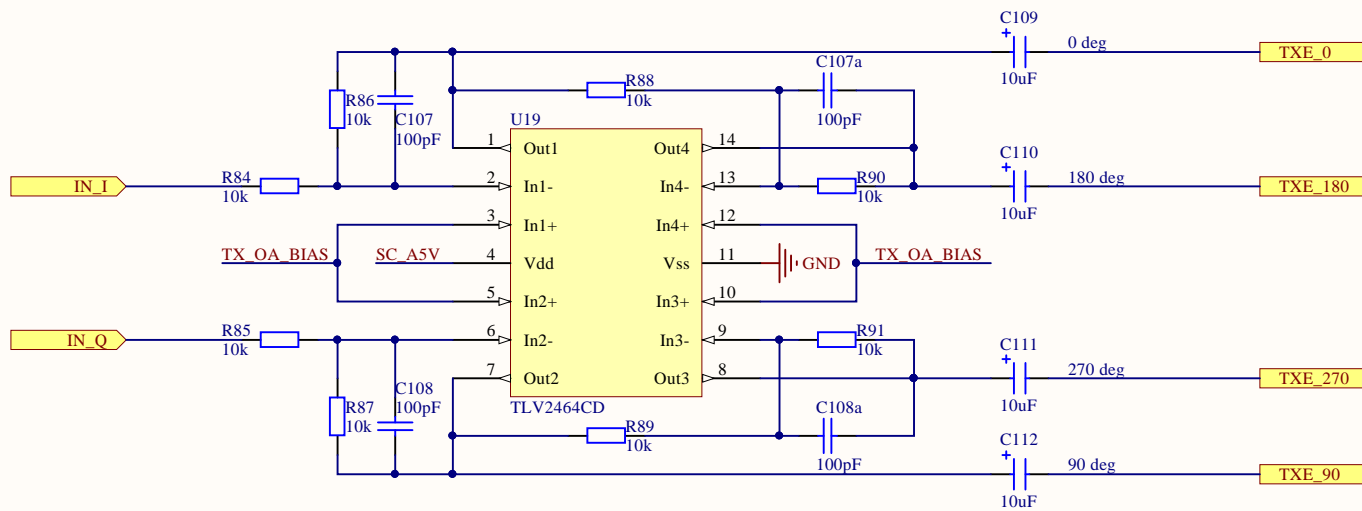 C109
0 deg
TXE_0
10uF
C107a
R88
10k
100pF
R86
10k
C107
100pF
U19
1
Out1
Out4
14
C110
180 deg
TXE_180
10uF
IN_I
R84
10k
2
In1-
In4-
13
R90
10k
3
In1+
In4+
12
TX_OA_BIAS
SC_A5V
4
Vdd
Vss
11
GND
TX_OA_BIAS
5
In2+
In3+
10
IN_Q
R85
10k
6
In2-
In3-
9
R91
10k
C111
270 deg
TXE_270
10uF
7
Out2
Out3
8
C108
100pF
R87
10k
TLV2464CD
R89
10k
C108a
100pF
C112
90 deg
TXE_90
10uF